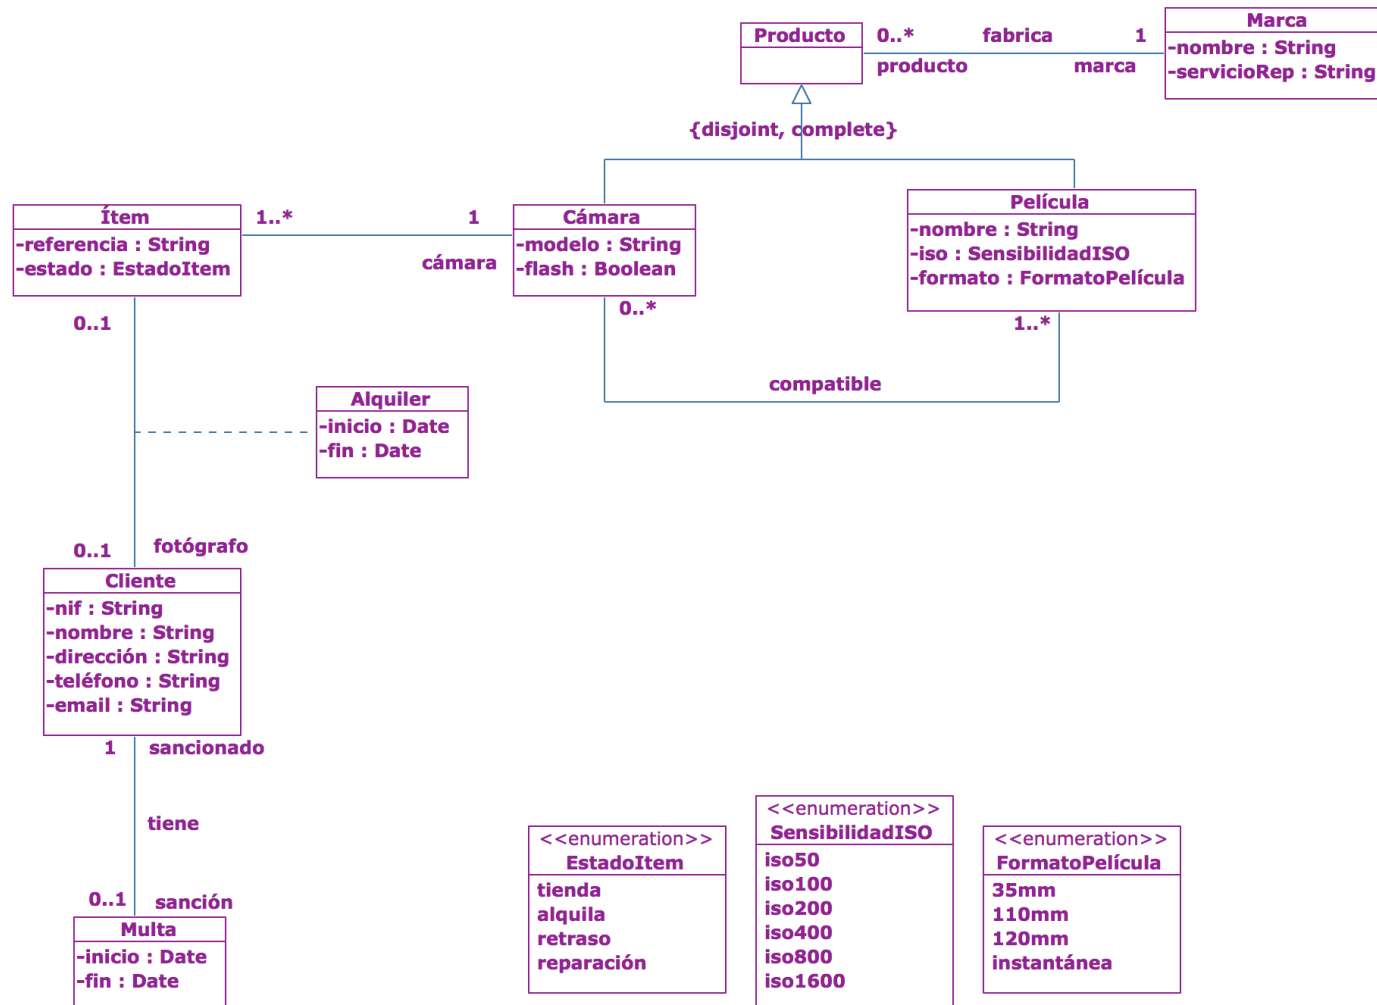 Producto
0..*
fabrica
1
producto
marca
Marca
-nombre : String
-servicioRep : String
{disjoint, complete}
Ítem
-referencia : String
-estado : EstadoItem
1..*
1
cámara
Cámara
-modelo : String
-flash : Boolean
Película
-nombre : String
-iso : SensibilidadISO
-formato : FormatoPelícula
0..1
0..*
1..*
compatible
Alquiler
-inicio : Date
-fin : Date
0..1
fotógrafo
Cliente
-nif : String
-nombre : String
-dirección : String
-teléfono : String
-email : String
1
sancionado
tiene
0..1
sanción
Multa
-inicio : Date
-fin : Date
<<enumeration>>
EstadoItem
tienda
alquila
retraso
reparación
<<enumeration>>
SensibilidadISO
iso50
iso100
iso200
iso400
iso800
iso1600
<<enumeration>>
FormatoPelícula
35mm
110mm
120mm
instantánea